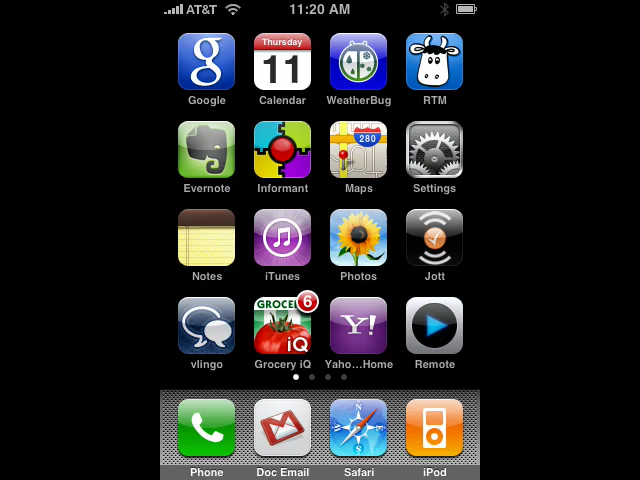 AT&T 11:20 AM
g Thursday
11
Google Calendar WeatherBug RTM
280
Evernote Informant Maps Settings
Notes iTunes Photos Jott
GROCERY 6
iQ Y!
vlingo Grocery iQ Yaho...Home Remote
N
W E
S
Phone Doc Email Safari iPod